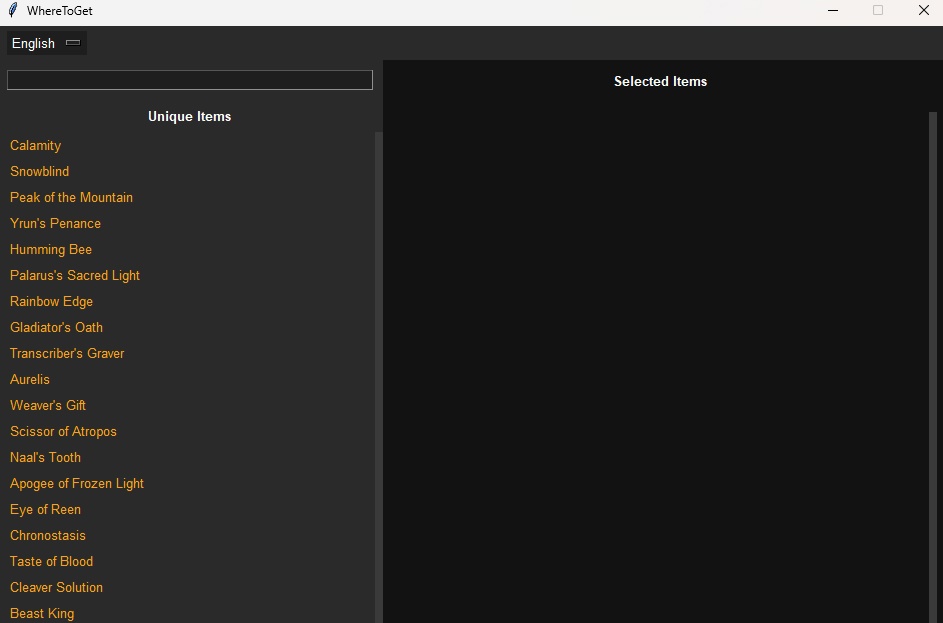 WhereToGet
English
Unique Items
Calamity
Snowblind
Peak of the Mountain
Yrun's Penance
Humming Bee
Palarus's Sacred Light
Rainbow Edge
Gladiator's Oath
Transcriber's Graver
Aurelis
Weaver's Gift
Scissor of Atropos
Naal's Tooth
Apogee of Frozen Light
Eye of Reen
Chronostasis
Taste of Blood
Cleaver Solution
Beast King
Selected Items